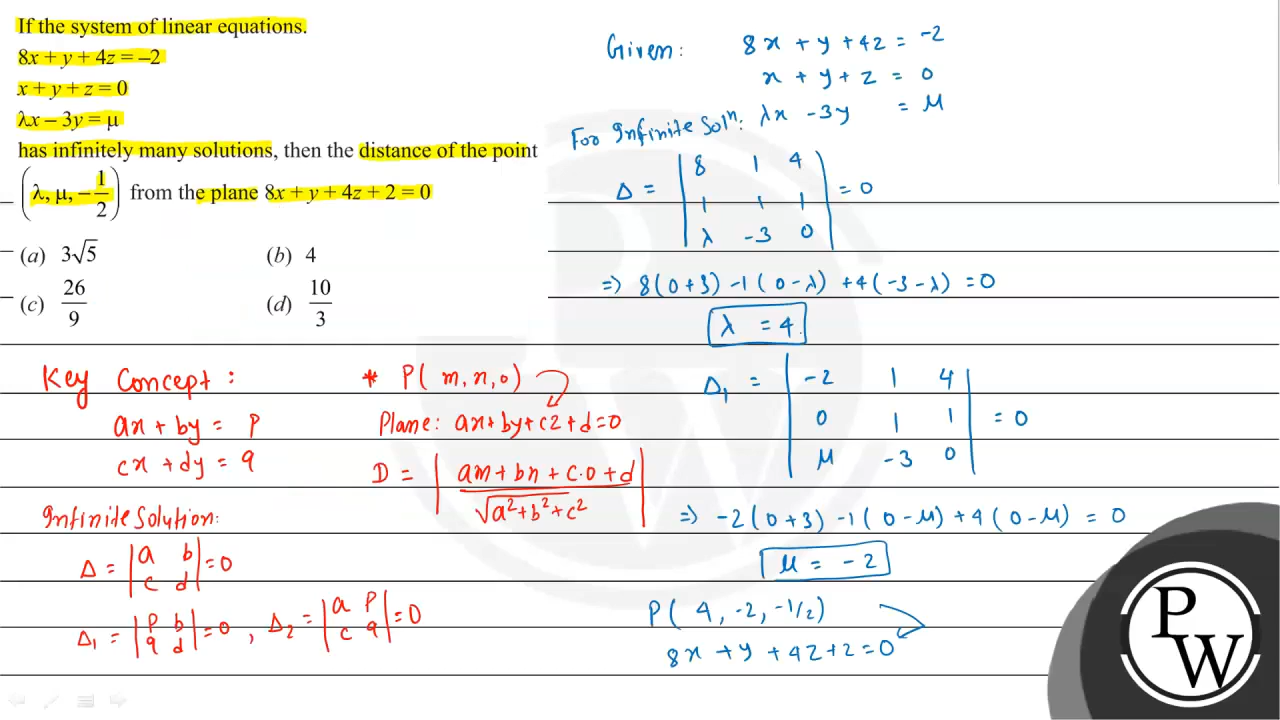 If the system of linear equations.
8x + y + 4z = –2
x + y + z = 0
λx – 3y = μ
has infinitely many solutions, then the distance of the point
(λ, μ, –1/2) from the plane 8x + y + 4z + 2 = 0
(a) 3√5 (b) 4
(c) 26/9 (d) 10/3
Key Concept :
ax + by = p
cx + dy = q
Infinite Solution:
Δ = |a b| = 0
|c d|
Δ₁ = |p b| = 0 , Δ₂ = |a p| = 0
|q d| |c q|
* P( m, n, o)
Plane: ax + by + cz + d = 0
D = | am + bn + c·o + d / √a² + b² + c² |
Given: 8x + y + 4z = -2
x + y + z = 0
λx - 3y = μ
For Infinite Solⁿ:
Δ = |8 1 4| = 0
|1 1 1|
|λ -3 0|
=> 8(0+3) -1(0-λ) +4(-3-λ) = 0
λ = 4.
Δ₁ = |-2 1 4| = 0
|0 1 1|
|μ -3 0|
=> -2(0+3) -1(0-μ) + 4(0-μ) = 0
μ = -2
P( 4, -2, -1/2)
8x + y + 4z + 2 = 0
P
W